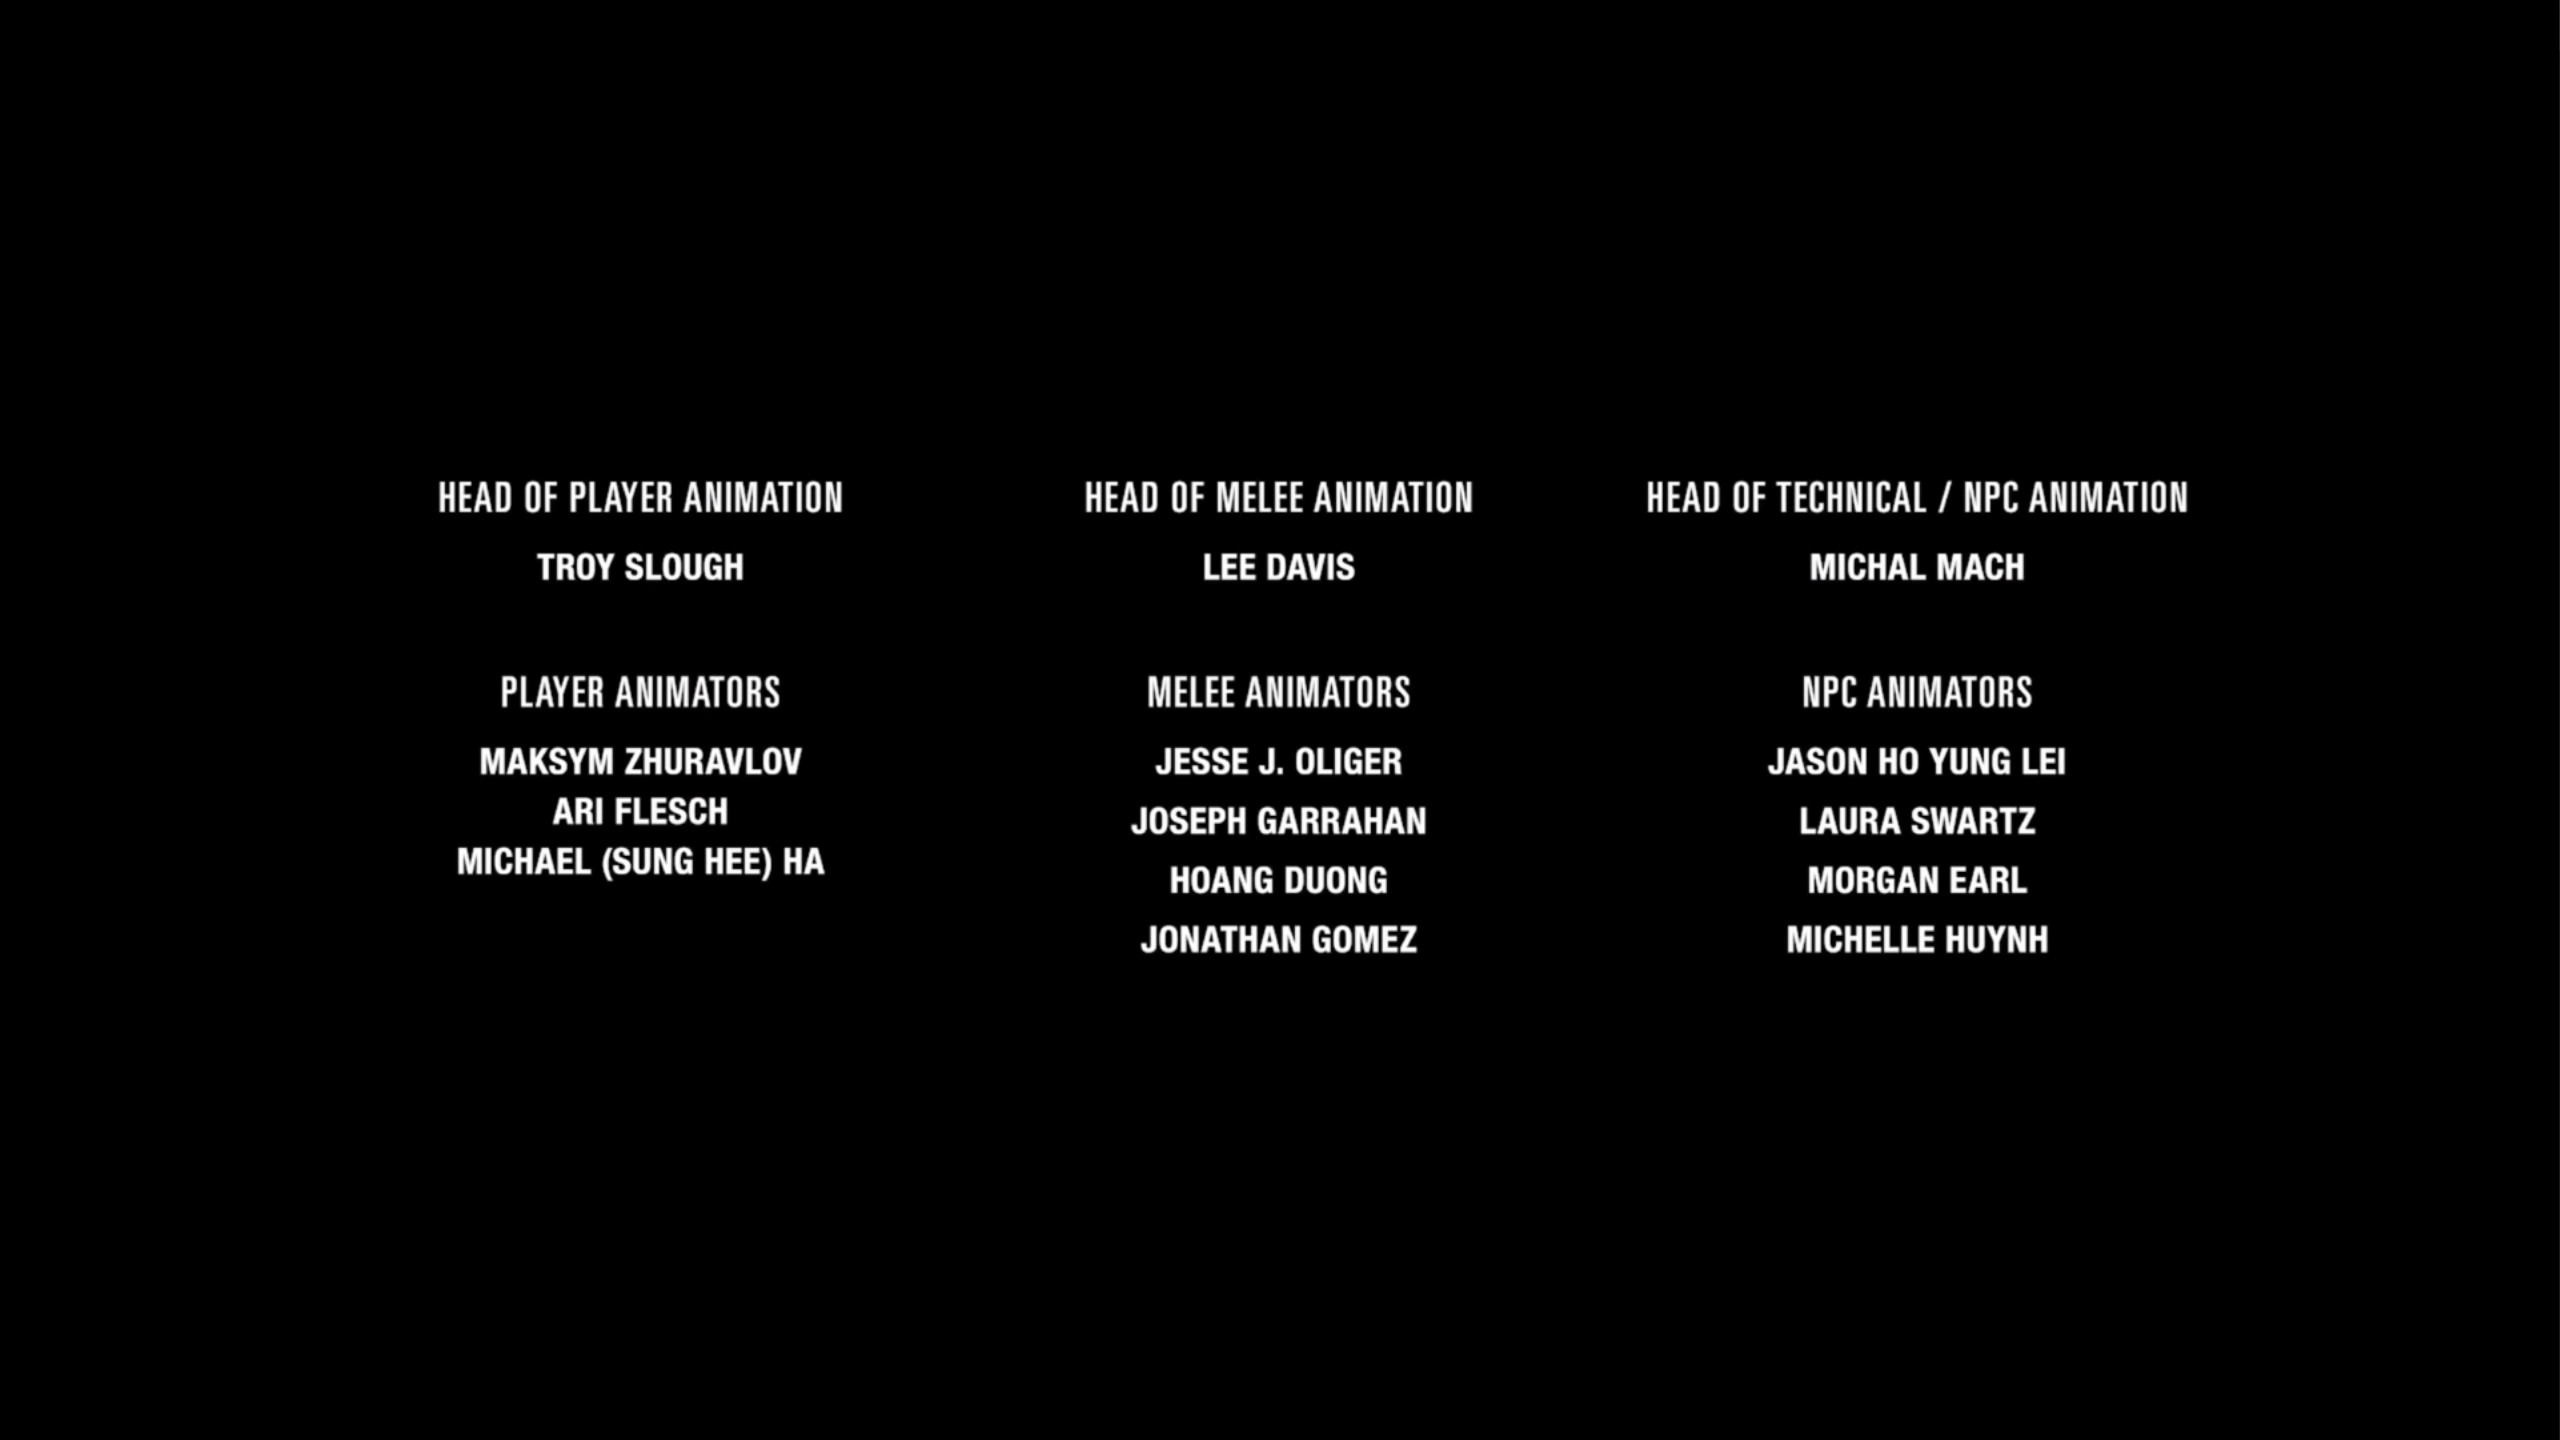 HEAD OF PLAYER ANIMATION
TROY SLOUGH
PLAYER ANIMATORS
MAKSYM ZHURAVLOV
ARI FLESCH
MICHAEL (SUNG HEE) HA
HEAD OF MELEE ANIMATION
LEE DAVIS
MELEE ANIMATORS
JESSE J. OLIGER
JOSEPH GARRAHAN
HOANG DUONG
JONATHAN GOMEZ
HEAD OF TECHNICAL / NPC ANIMATION
MICHAL MACH
NPC ANIMATORS
JASON HO YUNG LEI
LAURA SWARTZ
MORGAN EARL
MICHELLE HUYNH